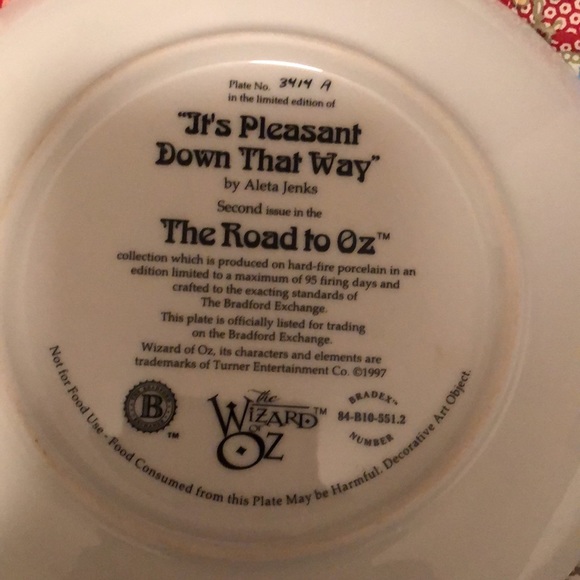 Plate No. 3414 A
in the limited edition of
"It's Pleasant
Down That Way"
by Aleta Jenks
Second issue in the
The Road to Oz™
collection which is produced on hard-fire porcelain in an
edition limited to a maximum of 95 firing days and
crafted to the exacting standards of
The Bradford Exchange.
This plate is officially listed for trading
on the Bradford Exchange.
Wizard of Oz, its characters and elements are
trademarks of Turner Entertainment Co. ©1997
B
™
The
WIZARD™
OF
OZ
BRADEX™
84-B10-551.2
NUMBER
Not for Food Use - Food Consumed from this Plate May be Harmful. Decorative Art Object.